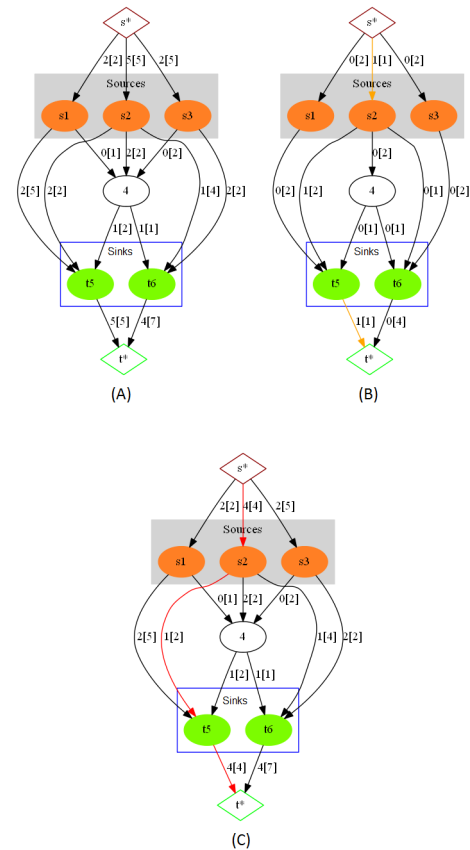 s*
2[2] 5[5] 2[5]
Sources
s1 s2 s3
0[1] 2[2] 0[2]
4
2[5] 2[2] 1[4] 2[2]
1[2] 1[1]
Sinks
t5 t6
5[5] 4[7]
t*
(A)
s*
0[2] 1[1] 0[2]
Sources
s1 s2 s3
0[2]
4
0[2] 1[2] 0[1] 0[2]
0[1] 0[1]
Sinks
t5 t6
1[1] 0[4]
t*
(B)
s*
2[2] 4[4] 2[5]
Sources
s1 s2 s3
0[1] 2[2] 0[2]
4
2[5] 1[2] 1[4] 2[2]
1[2] 1[1]
Sinks
t5 t6
4[4] 4[7]
t*
(C)